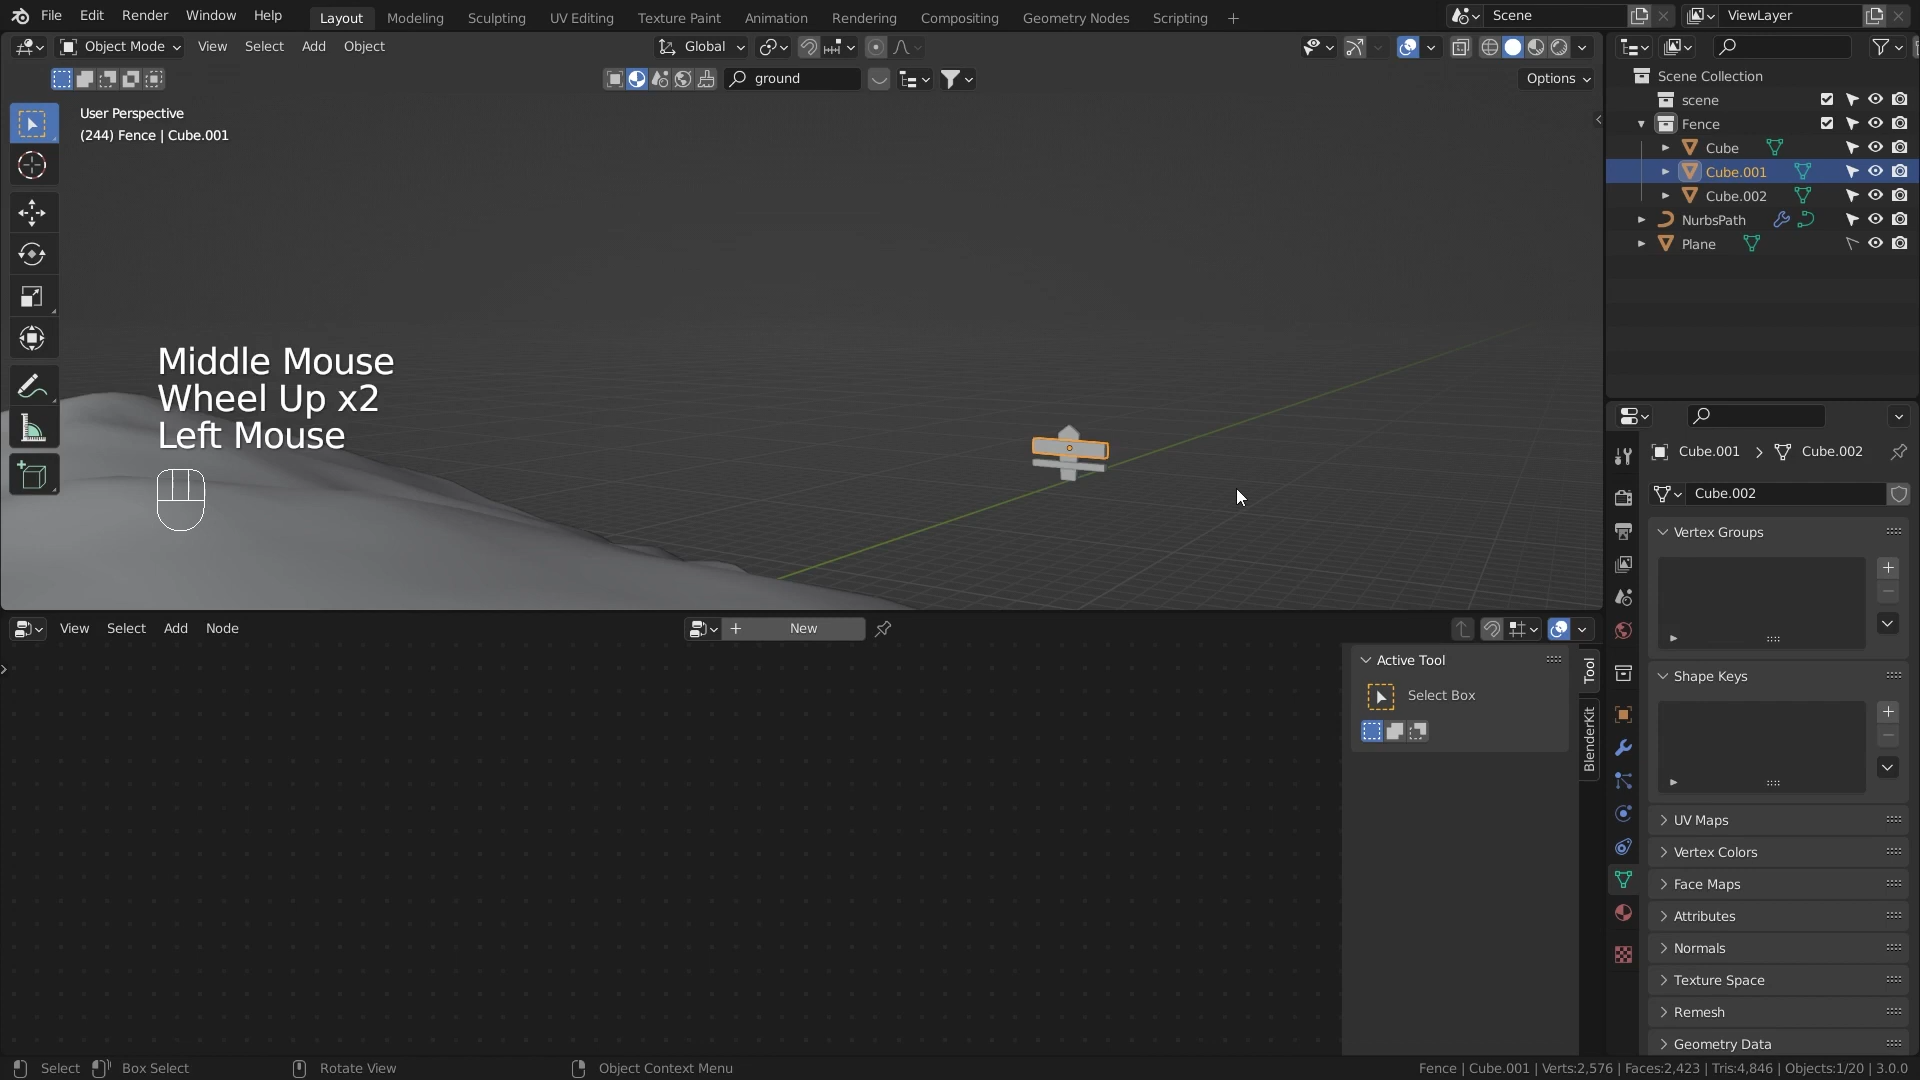 File Edit Render Window Help Layout Modeling Sculpting UV Editing Texture Paint Animation Rendering Compositing Geometry Nodes Scripting + Scene ViewLayer
Object Mode View Select Add Object Global
ground Options
User Perspective
(244) Fence | Cube.001
Middle Mouse
Wheel Up x2
Left Mouse
Scene Collection
scene
Fence
Cube
Cube.001
Cube.002
NurbsPath
Plane
Cube.001 > Cube.002
Cube.002
Vertex Groups
Shape Keys
UV Maps
Vertex Colors
Face Maps
Attributes
Normals
Texture Space
Remesh
Geometry Data
View Select Add Node + New
Active Tool
Select Box
Tool
BlenderKit
Select Box Select Rotate View Object Context Menu Fence | Cube.001 | Verts:2,576 | Faces:2,423 | Tris:4,846 | Objects:1/20 | 3.0.0